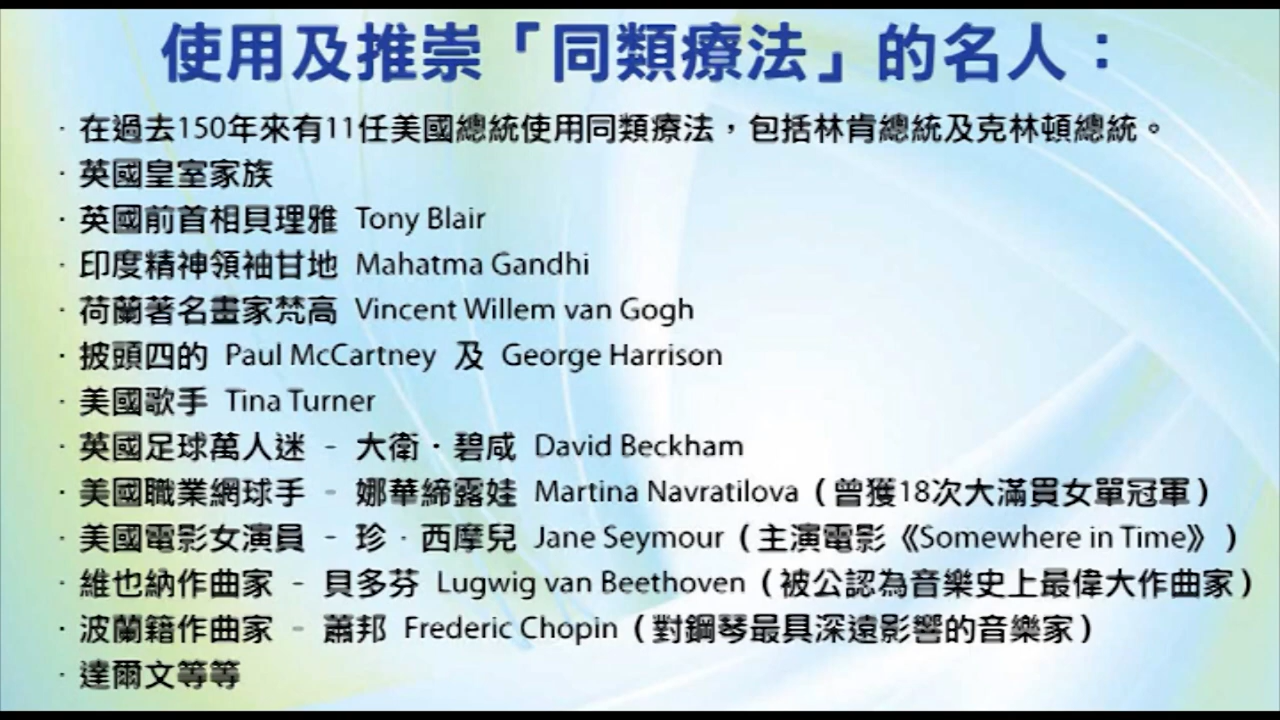 使用及推崇「同類療法」的名人：
· 在過去150年來有11任美國總統使用同類療法，包括林肯總統及克林頓總統。
· 英國皇室家族
· 英國前首相貝理雅 Tony Blair
· 印度精神領袖甘地 Mahatma Gandhi
· 荷蘭著名畫家梵高 Vincent Willem van Gogh
· 披頭四的 Paul McCartney 及 George Harrison
· 美國歌手 Tina Turner
· 英國足球萬人迷 - 大衛·碧咸 David Beckham
· 美國職業網球手 - 娜華締露娃 Martina Navratilova（曾獲18次大滿貫女單冠軍）
· 美國電影女演員 - 珍·西摩兒 Jane Seymour（主演電影《Somewhere in Time》）
· 維也納作曲家 - 貝多芬 Lugwig van Beethoven（被公認為音樂史上最偉大作曲家）
· 波蘭籍作曲家 - 蕭邦 Frederic Chopin（對鋼琴最具深遠影響的音樂家）
· 達爾文等等